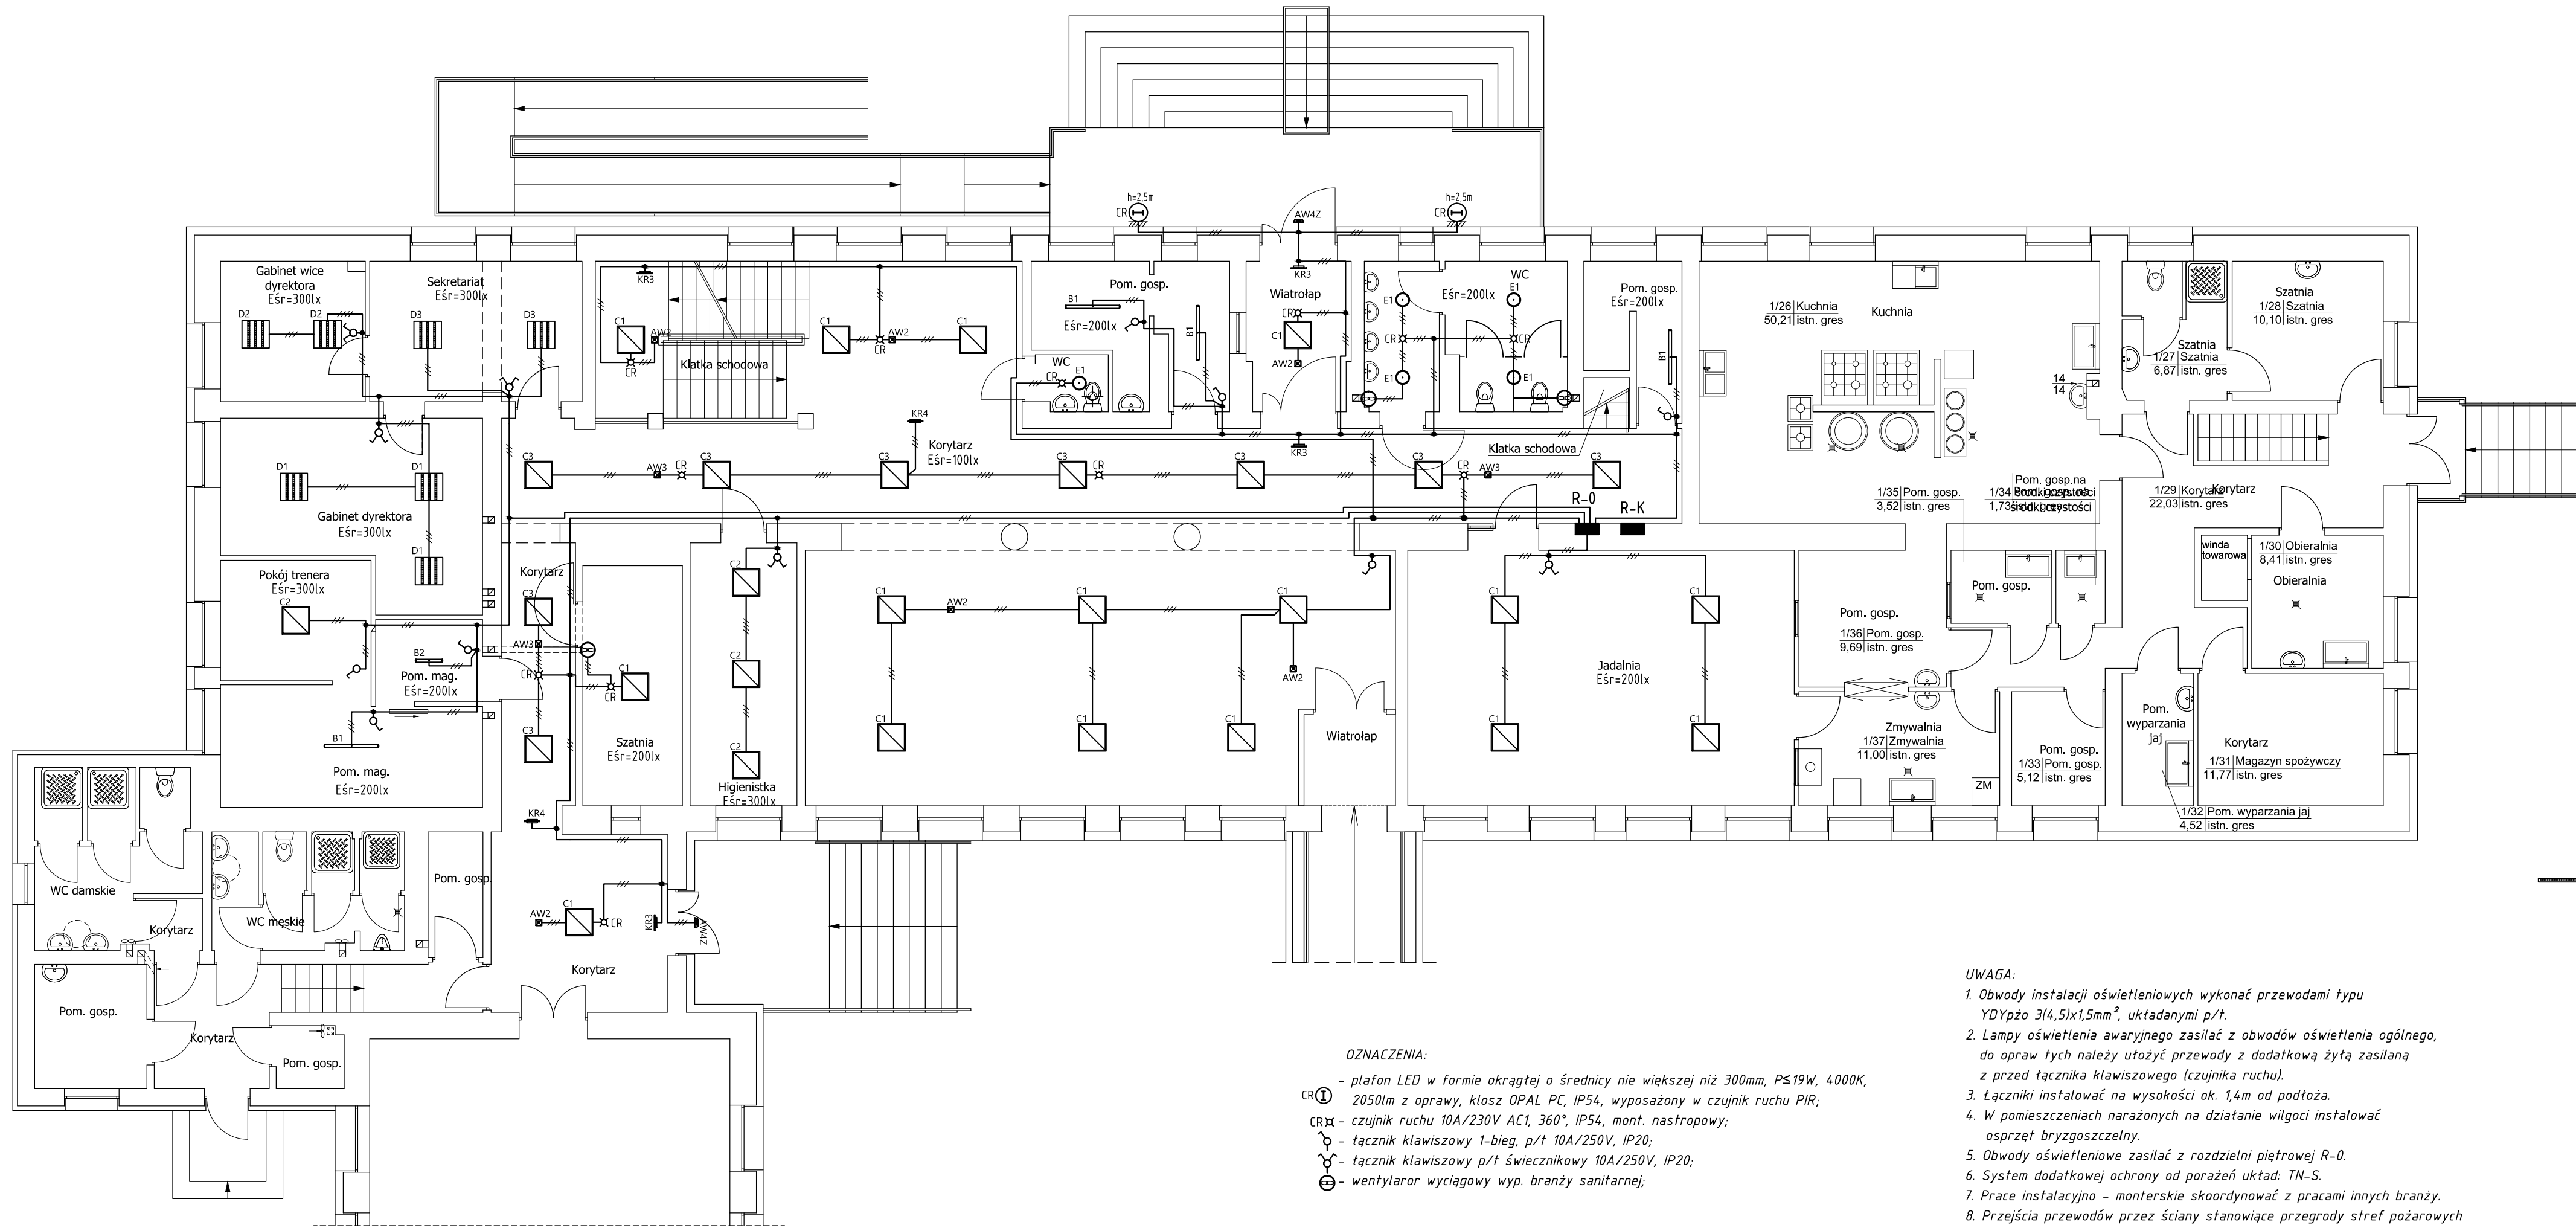 h=2,5m
CR
AW4Z
h=2,5m
CR
KR3
Gabinet wice
dyrektora
Eśr=300lx
D2
D2
Sekretariat
Eśr=300lx
D3
D3
KR3
C1
AW2
CR
Klatka schodowa
C1
AW2
CR
C1
Pom. gosp.
B1
Eśr=200lx
B1
WC
CR
E1
Wiatrołap
CR
C1
AW2
Eśr=200lx
WC
E1
E1
CR
CR
E1
E1
Pom. gosp.
Eśr=200lx
B1
Klatka schodowa
1/26 Kuchnia
50,21 istn. gres
Kuchnia
14
14
Szatnia
1/28 Szatnia
10,10 istn. gres
Szatnia
1/27 Szatnia
6,87 istn. gres
KR4
Korytarz
Eśr=100lx
KR3
C3
AW3
CR
C3
C3
C3
CR
C3
C3
CR
AW3
C3
R-0
R-K
D1
D1
Gabinet dyrektora
Eśr=300lx
D1
1/35 Pom. gosp.
3,52 istn. gres
Pom. gosp.na
środki czystości
1/34 Pom. gosp. na
1,73 istn. gres
środki czystości
1/29 Korytarz
22,03 istn. gres
Korytarz
winda
towarowa
1/30 Obieralnia
8,41 istn. gres
Obieralnia
Pokój trenera
Eśr=300lx
C2
B2
Pom. mag.
Eśr=200lx
B1
Pom. mag.
Eśr=200lx
Korytarz
C3
AW3
CR
C3
C1
CR
Szatnia
Eśr=200lx
C2
C2
C2
Higienistka
Eśr=300lx
C1
AW2
C1
C1
AW2
C1
C1
C1
Wiatrołap
C1
C1
Jadalnia
Eśr=200lx
C1
C1
Pom. gosp.
Pom. gosp.
1/36 Pom. gosp.
9,69 istn. gres
Zmywalnia
1/37 Zmywalnia
11,00 istn. gres
ZM
Pom. gosp.
1/33 Pom. gosp.
5,12 istn. gres
Pom.
wyparzania
jaj
Korytarz
1/31 Magazyn spożywczy
11,77 istn. gres
1/32 Pom. wyparzania jaj
4,52 istn. gres
KR4
WC damskie
WC męskie
Korytarz
Pom. gosp.
AW2
C1
CR
KR3
AW4Z
Korytarz
Pom. gosp.
Korytarz
Pom. gosp.
OZNACZENIA:
CR - plafon LED w formie okrągłej o średnicy nie większej niż 300mm, P≤19W, 4000K,
2050lm z oprawy, klosz OPAL PC, IP54, wyposażony w czujnik ruchu PIR;
CR - czujnik ruchu 10A/230V AC1, 360°, IP54, mont. nastropowy;
- łącznik klawiszowy 1-bieg, p/t 10A/250V, IP20;
- łącznik klawiszowy p/t świecznikowy 10A/250V, IP20;
- wentylaror wyciągowy wyp. branży sanitarnej;
UWAGA:
1. Obwody instalacji oświetleniowych wykonać przewodami typu
YDYpżo 3(4,5)x1,5mm², układanymi p/t.
2. Lampy oświetlenia awaryjnego zasilać z obwodów oświetlenia ogólnego,
do opraw tych należy ułożyć przewody z dodatkową żyłą zasilaną
z przed łącznika klawiszowego (czujnika ruchu).
3. Łączniki instalować na wysokości ok. 1,4m od podłoża.
4. W pomieszczeniach narażonych na działanie wilgoci instalować
osprzęt bryzgoszczelny.
5. Obwody oświetleniowe zasilać z rozdzielni piętrowej R-0.
6. System dodatkowej ochrony od porażeń układ: TN-S.
7. Prace instalacyjno - monterskie skoordynować z pracami innych branży.
8. Przejścia przewodów przez ściany stanowiące przegrody stref pożarowych